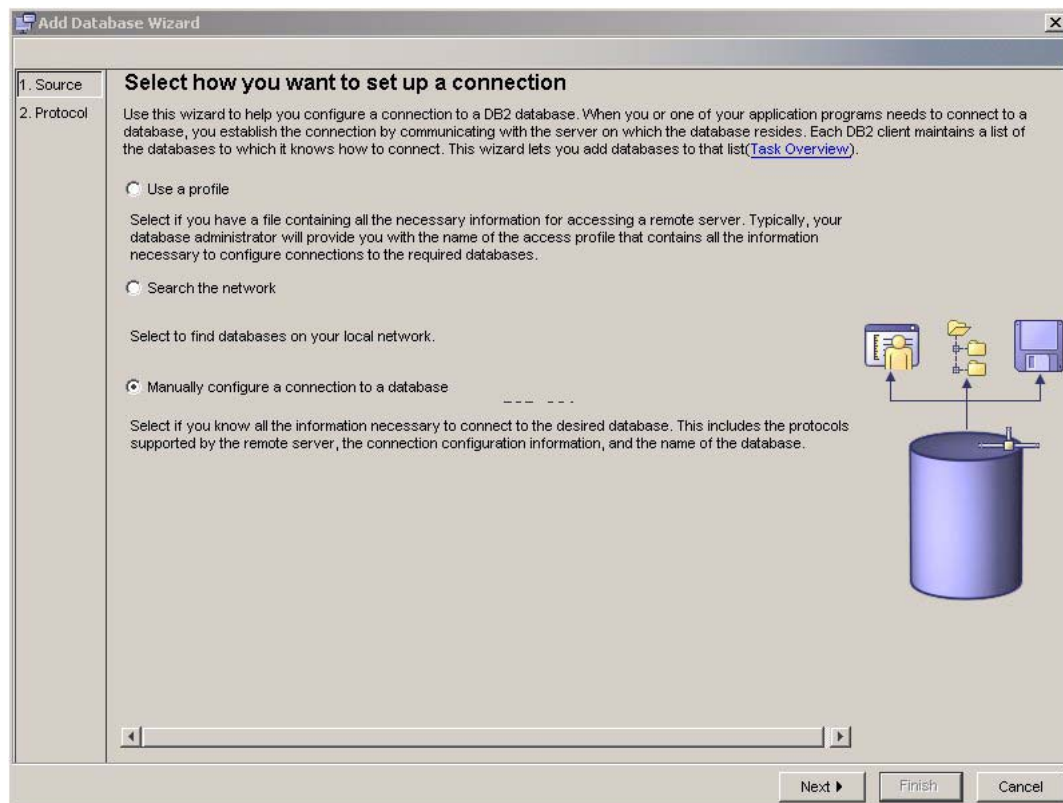 Add Database Wizard
1. Source
2. Protocol
Select how you want to set up a connection
Use this wizard to help you configure a connection to a DB2 database. When you or one of your application programs needs to connect to a
database, you establish the connection by communicating with the server on which the database resides. Each DB2 client maintains a list of
the databases to which it knows how to connect. This wizard lets you add databases to that list(Task Overview).
Use a profile
Select if you have a file containing all the necessary information for accessing a remote server. Typically, your
database administrator will provide you with the name of the access profile that contains all the information
necessary to configure connections to the required databases.
Search the network
Select to find databases on your local network.
Manually configure a connection to a database
Select if you know all the information necessary to connect to the desired database. This includes the protocols
supported by the remote server, the connection configuration information, and the name of the database.
Next
Finish
Cancel